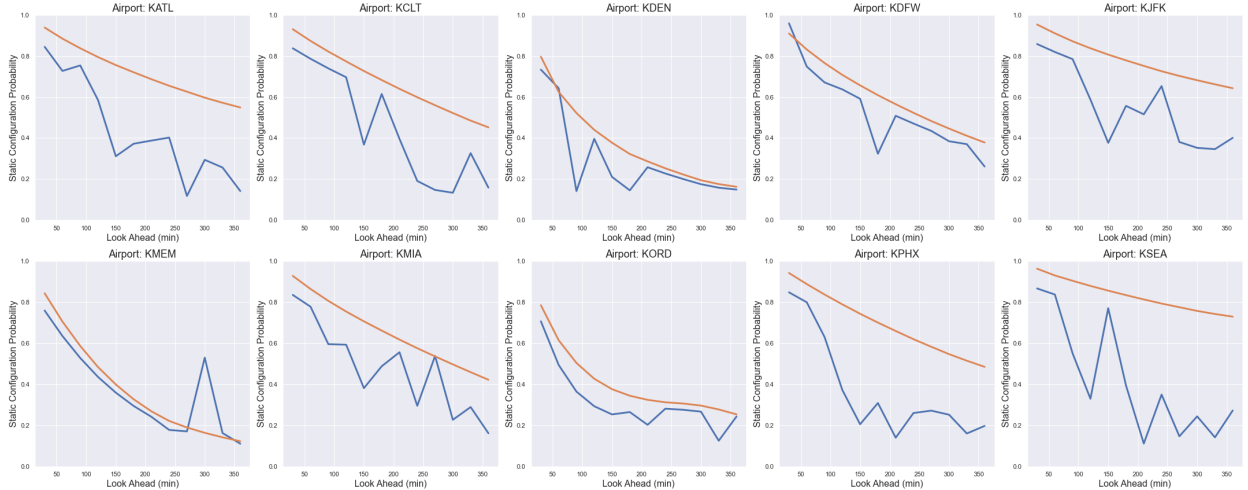 Airport: KATL
Static Configuration Probability
1.0
0.8
0.6
0.4
0.2
0.0
50 100 150 200 250 300 350
Look Ahead (min)
Airport: KCLT
Static Configuration Probability
1.0
0.8
0.6
0.4
0.2
0.0
50 100 150 200 250 300 350
Look Ahead (min)
Airport: KDEN
Static Configuration Probability
1.0
0.8
0.6
0.4
0.2
0.0
50 100 150 200 250 300 350
Look Ahead (min)
Airport: KDFW
Static Configuration Probability
1.0
0.8
0.6
0.4
0.2
0.0
50 100 150 200 250 300 350
Look Ahead (min)
Airport: KJFK
Static Configuration Probability
1.0
0.8
0.6
0.4
0.2
0.0
50 100 150 200 250 300 350
Look Ahead (min)
Airport: KMEM
Static Configuration Probability
1.0
0.8
0.6
0.4
0.2
0.0
50 100 150 200 250 300 350
Look Ahead (min)
Airport: KMIA
Static Configuration Probability
1.0
0.8
0.6
0.4
0.2
0.0
50 100 150 200 250 300 350
Look Ahead (min)
Airport: KORD
Static Configuration Probability
1.0
0.8
0.6
0.4
0.2
0.0
50 100 150 200 250 300 350
Look Ahead (min)
Airport: KPHX
Static Configuration Probability
1.0
0.8
0.6
0.4
0.2
0.0
50 100 150 200 250 300 350
Look Ahead (min)
Airport: KSEA
Static Configuration Probability
1.0
0.8
0.6
0.4
0.2
0.0
50 100 150 200 250 300 350
Look Ahead (min)